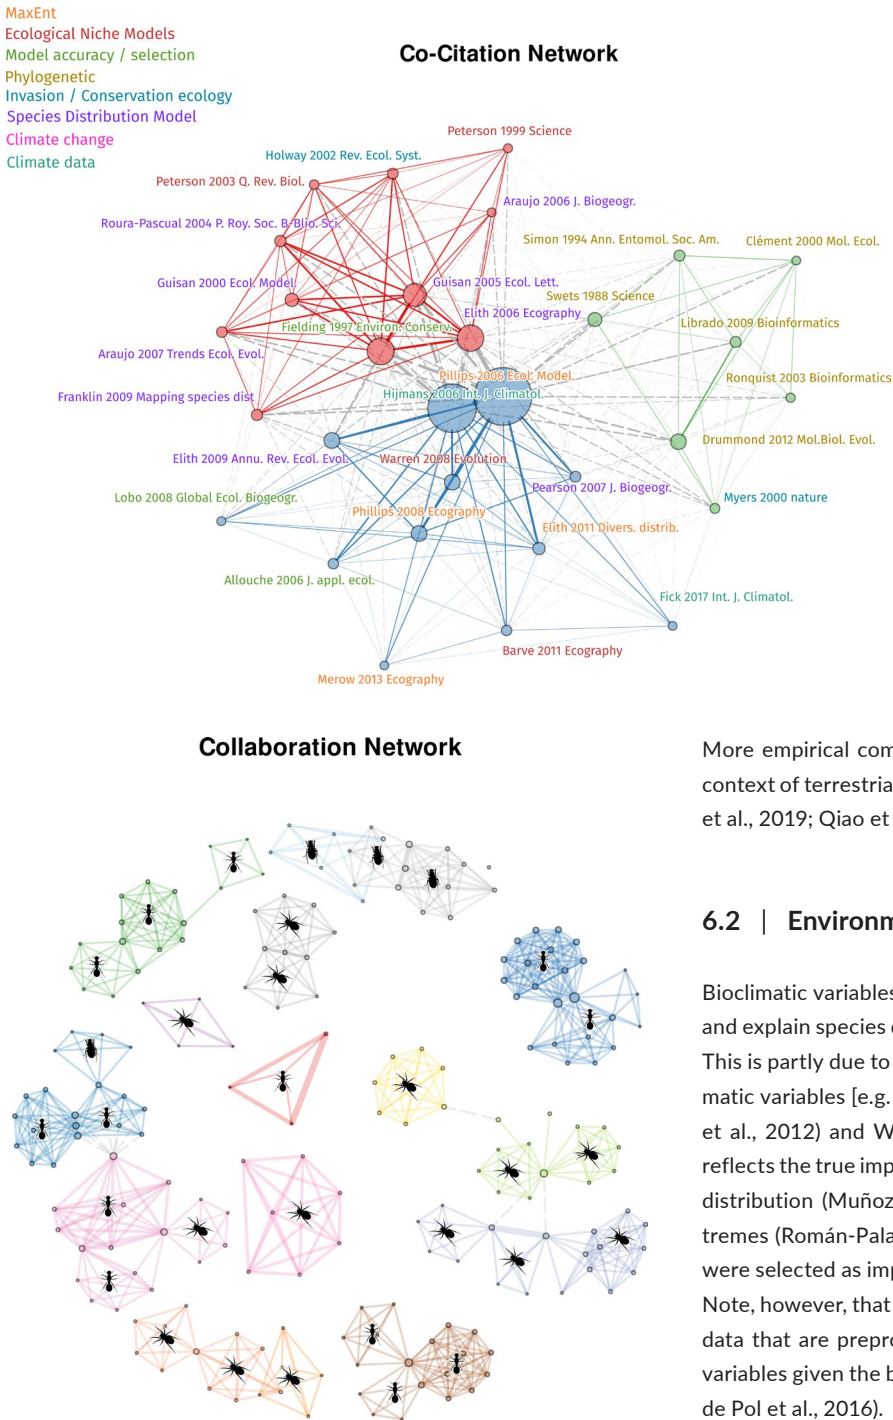 MaxEnt
Ecological Niche Models
Model accuracy / selection
Phylogenetic
Invasion / Conservation ecology
Species Distribution Model
Climate change
Climate data
Co-Citation Network
Peterson 1999 Science
Holway 2002 Rev. Ecol. Syst.
Peterson 2003 Q. Rev. Biol.
Araujo 2006 J. Biogeogr.
Roura-Pascual 2004 P. Roy. Soc. B-Blio. Sci.
Simon 1994 Ann. Entomol. Soc. Am.
Clément 2000 Mol. Ecol.
Guisan 2000 Ecol. Model.
Guisan 2005 Ecol. Lett.
Swets 1988 Science
Elith 2006 Ecography
Fielding 1997 Environ. Conserv.
Librado 2009 Bioinformatics
Araujo 2007 Trends Ecol. Evol.
Pillips 2006 Ecol. Model.
Ronquist 2003 Bioinformatics
Hijmans 2006 Int. J. Climatol.
Franklin 2009 Mapping species dist
Drummond 2012 Mol.Biol. Evol.
Elith 2009 Annu. Rev. Ecol. Evol.
Warren 2008 Evolution
Pearson 2007 J. Biogeogr.
Lobo 2008 Global Ecol. Biogeogr.
Myers 2000 nature
Phillips 2008 Ecography
Elith 2011 Divers. distrib.
Allouche 2006 J. appl. ecol.
Fick 2017 Int. J. Climatol.
Barve 2011 Ecography
Merow 2013 Ecography
Collaboration Network
More empirical com
context of terrestria
et al., 2019; Qiao et
6.2 | Environm
Bioclimatic variables
and explain species
This is partly due to
matic variables [e.g.
et al., 2012) and W
reflects the true imp
distribution (Muñoz
tremes (Román-Pala
were selected as imp
Note, however, that
data that are prepro
variables given the b
de Pol et al., 2016).